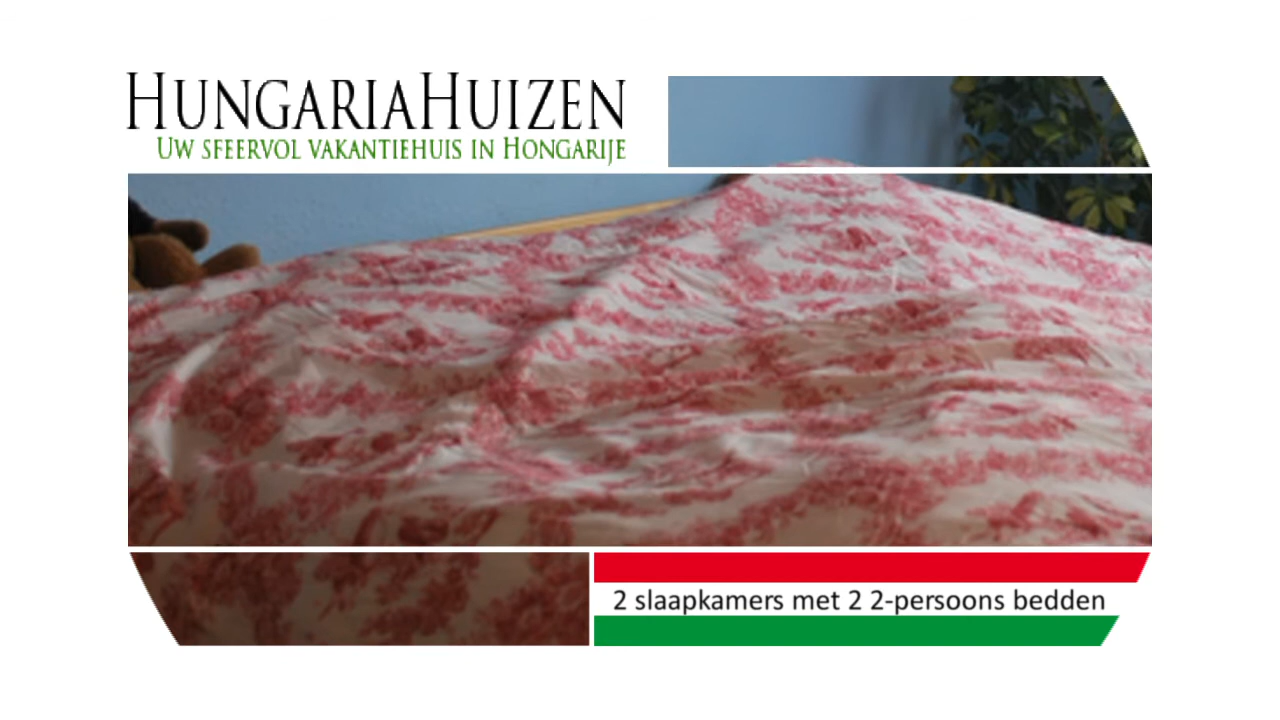 HungariaHuizen
Uw sfeervol vakantiehuis in Hongarije
2 slaapkamers met 2 2-persoons bedden